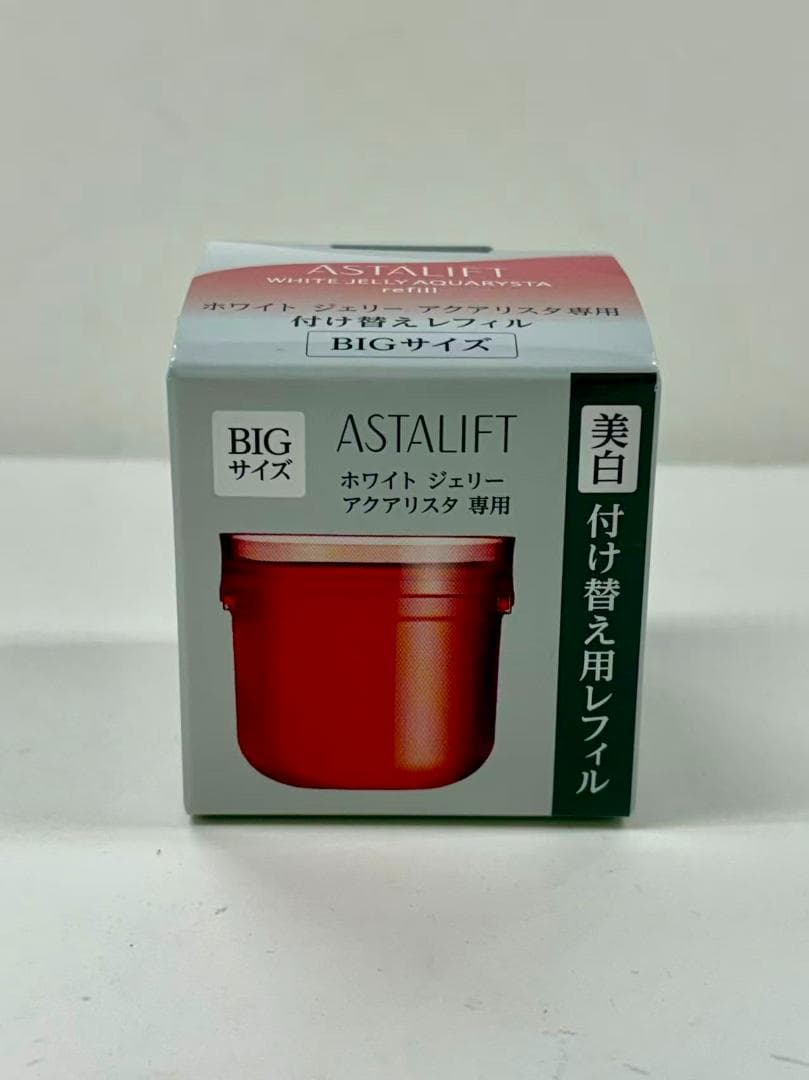 ASTALIFT
WHITE JELLY AQUARYSTA
refill
ホワイト ジェリー アクアリスタ専用
付け替えレフィル
BIGサイズ
BIG
サイズ
ASTALIFT
ホワイト ジェリー
アクアリスタ 専用
美白
付け替え用レフィル